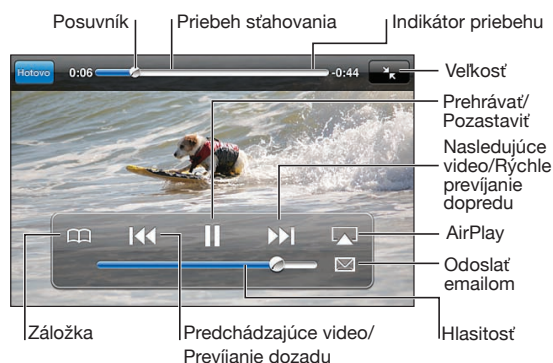 Posuvník
Priebeh sťahovania
Indikátor priebehu
Hotovo
0:06
-0:44
Veľkosť
Prehrávať/
Pozastaviť
Nasledujúce
video/Rýchle
prevíjanie
dopredu
AirPlay
Odoslať
emailom
Záložka
Predchádzajúce video/
Prevíjanie dozadu
Hlasitosť